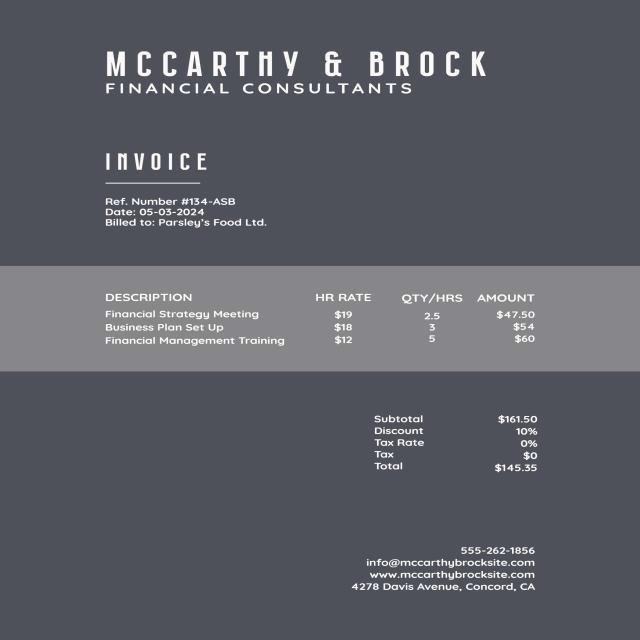 MCCARTHY & BROCK
FINANCIAL CONSULTANTS
INVOICE
Ref. Number #134-ASB
Date: 05-03-2024
Billed to: Parsley's Food Ltd.
DESCRIPTION HR RATE QTY/HRS AMOUNT
Financial Strategy Meeting $19 2.5 $47.50
Business Plan Set Up $18 3 $54
Financial Management Training $12 5 $60
Subtotal $161.50
Discount 10%
Tax Rate 0%
Tax $0
Total $145.35
555-262-1856
info@mccarthybrocksite.com
www.mccarthybrocksite.com
4278 Davis Avenue, Concord, CA